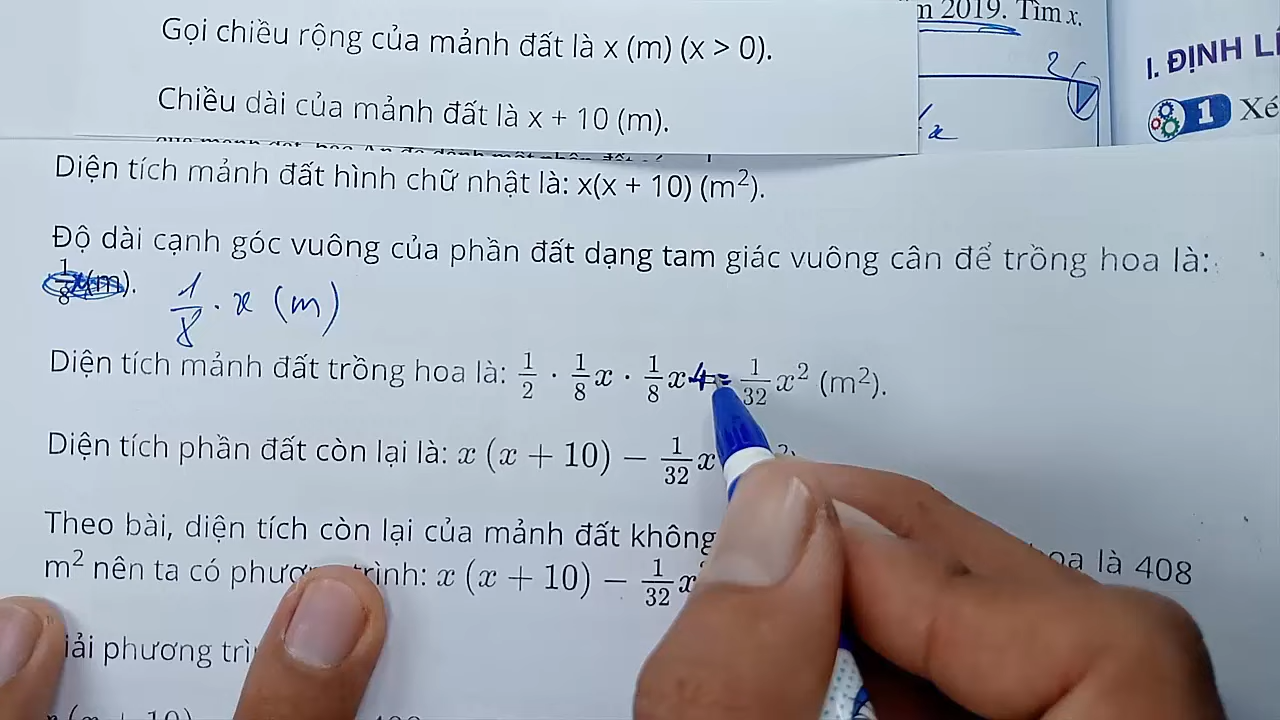 Gọi chiều rộng của mảnh đất là x (m) (x > 0).
Chiều dài của mảnh đất là x + 10 (m).
2019. Tìm x.
2
x
I. ĐỊNH
1 Xé
Diện tích mảnh đất hình chữ nhật là: x(x + 10) (m²).
Độ dài cạnh góc vuông của phần đất dạng tam giác vuông cân để trồng hoa là:
1/8 x(m).
1/8 . x (m)
Diện tích mảnh đất trồng hoa là: 1/2 · 1/8 x · 1/8 x 4 = 1/32 x² (m²).
Diện tích phần đất còn lại là: x (x + 10) − 1/32 x
Theo bài, diện tích còn lại của mảnh đất không là 408
m² nên ta có trình: x (x + 10) − 1/32 x
phương